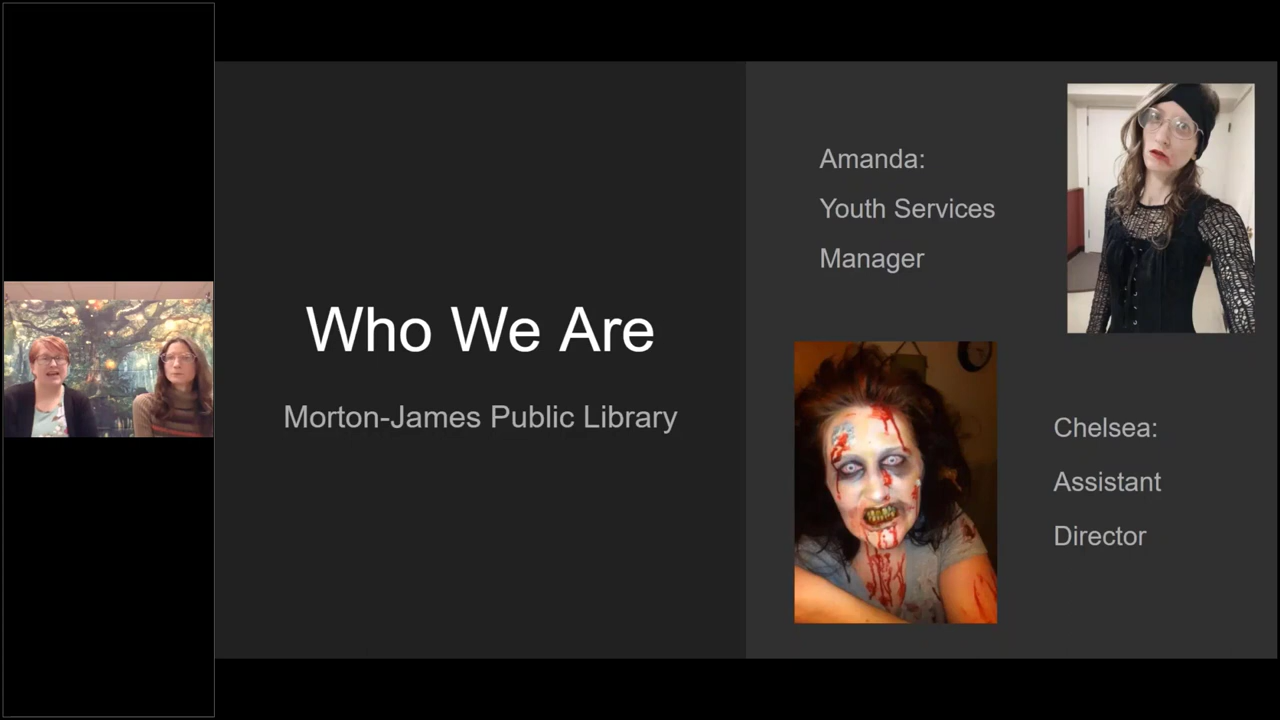 Who We Are
Morton-James Public Library
Amanda:
Youth Services
Manager
Chelsea:
Assistant
Director